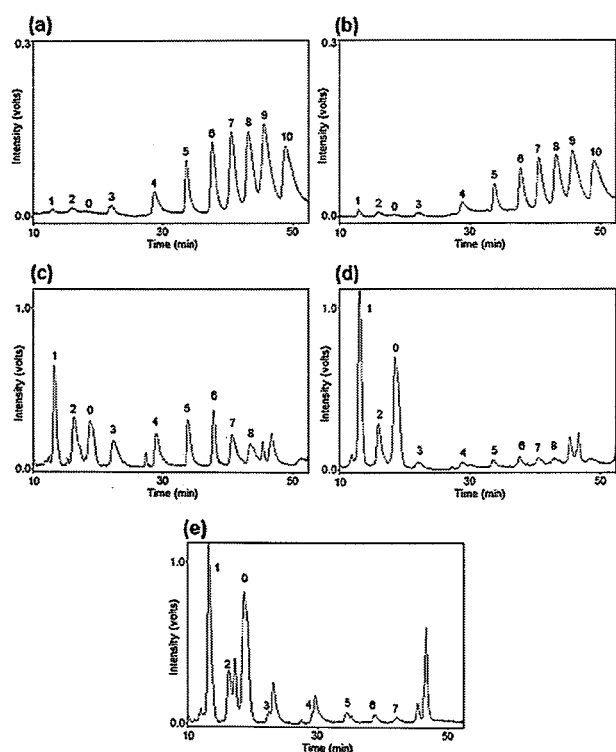 (a)
(b)
0.3
Intensity (volts)
0.0
1 2 0 3 4 5 6 7 8 9 10
10 30 50
Time (min)
0.3
Intensity (volts)
0.0
1 2 0 3 4 5 6 7 8 9 10
10 30 50
Time (min)
(c)
(d)
1.0
Intensity (volts)
0.0
1 2 0 3 4 5 6 7 8
10 30 50
Time (min)
1.0
Intensity (volts)
0.0
1 2 0 3 4 5 6 7 8
10 30 50
Time (min)
(e)
1.0
Intensity (volts)
0.0
1 2 0 3 4 5 6 7
10 30 50
Time (min)